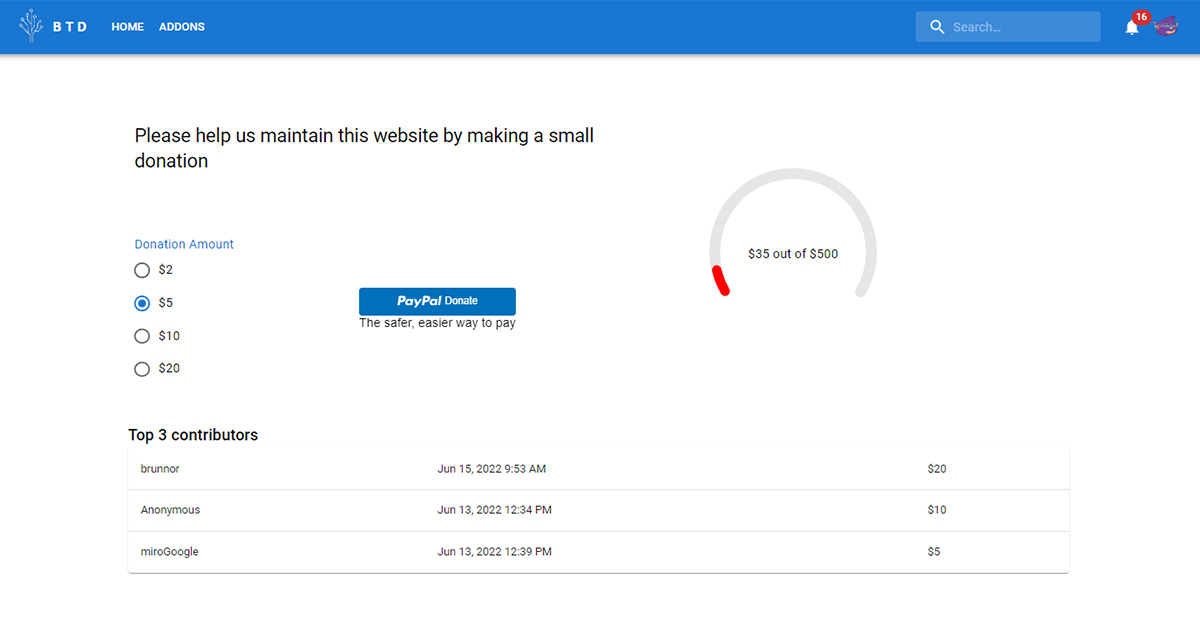 BTD HOME ADDONS Search... 16
Please help us maintain this website by making a small
donation
Donation Amount
$2
$5
$10
$20
PayPal Donate
The safer, easier way to pay
$35 out of $500
Top 3 contributors
brunnor Jun 15, 2022 9:53 AM $20
Anonymous Jun 13, 2022 12:34 PM $10
miroGoogle Jun 13, 2022 12:39 PM $5